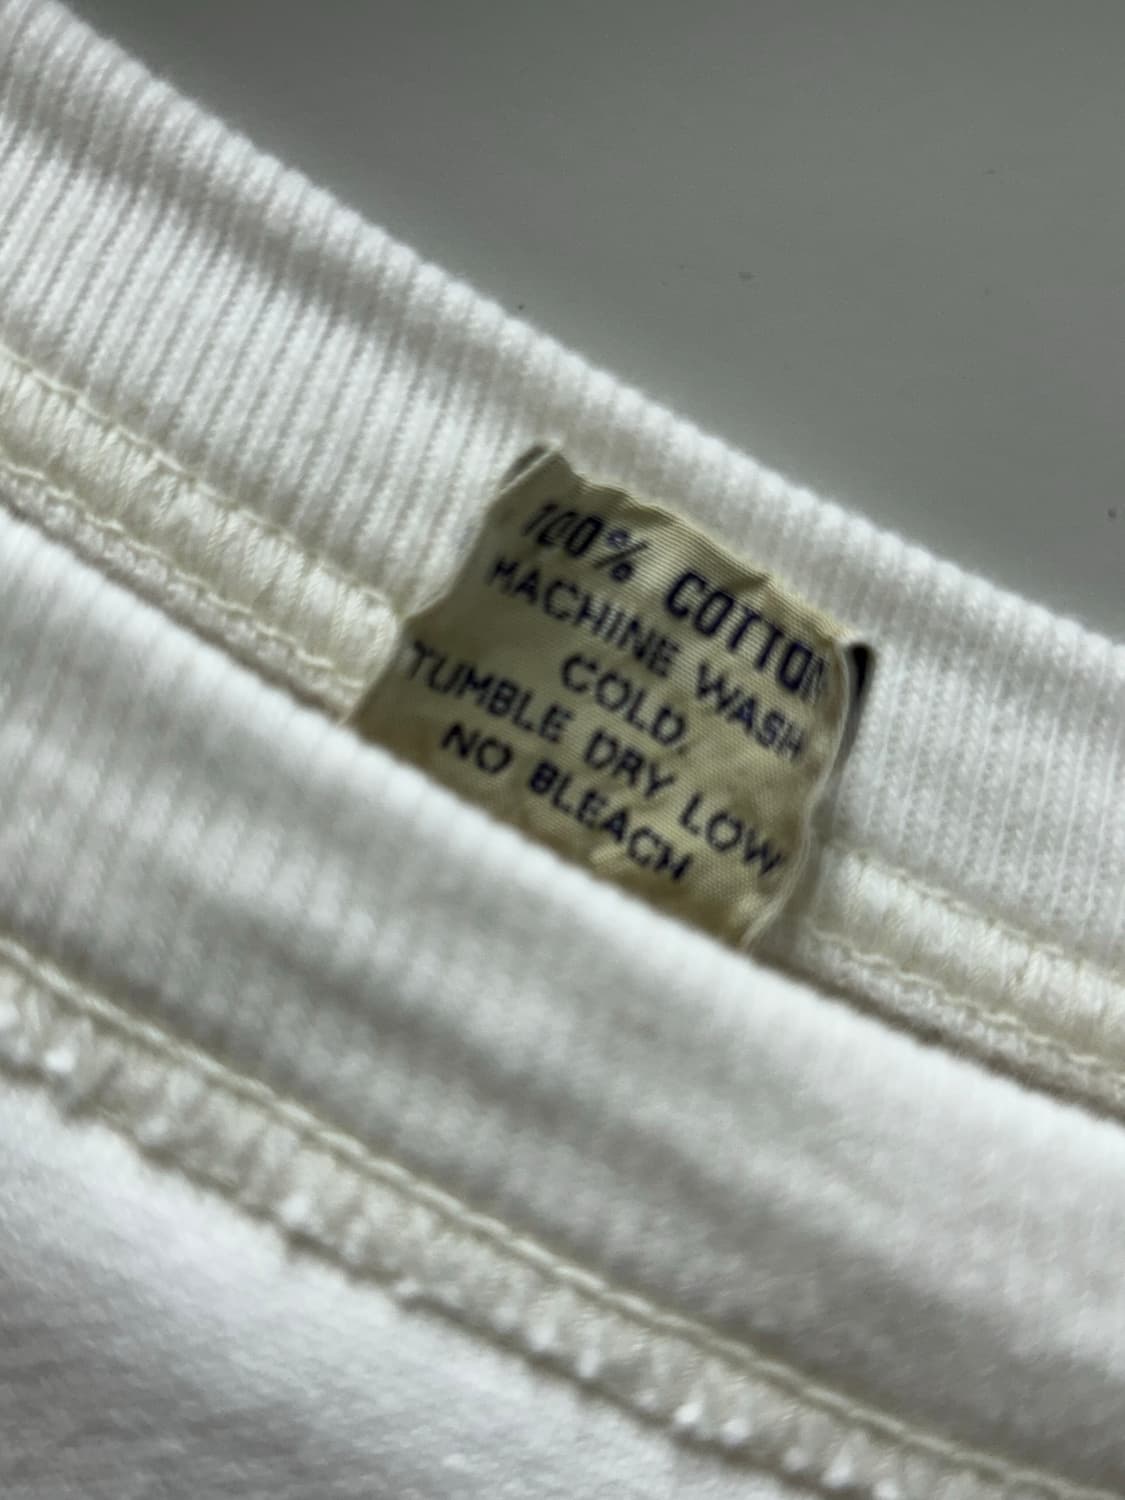 100% COTTON
MACHINE WASH
COLD,
TUMBLE DRY LOW
NO BLEACH